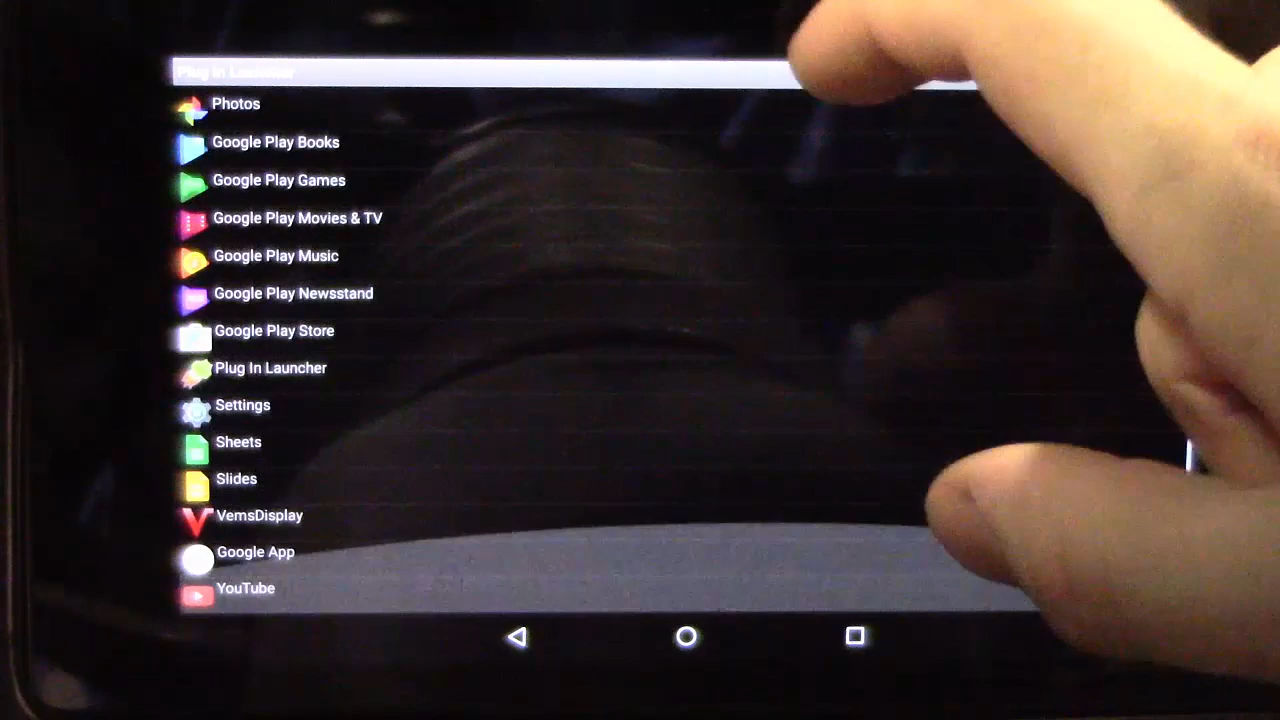 Plug in Launcher
Photos
Google Play Books
Google Play Games
Google Play Movies & TV
Google Play Music
Google Play Newsstand
Google Play Store
Plug In Launcher
Settings
Sheets
Slides
VemsDisplay
Google App
YouTube